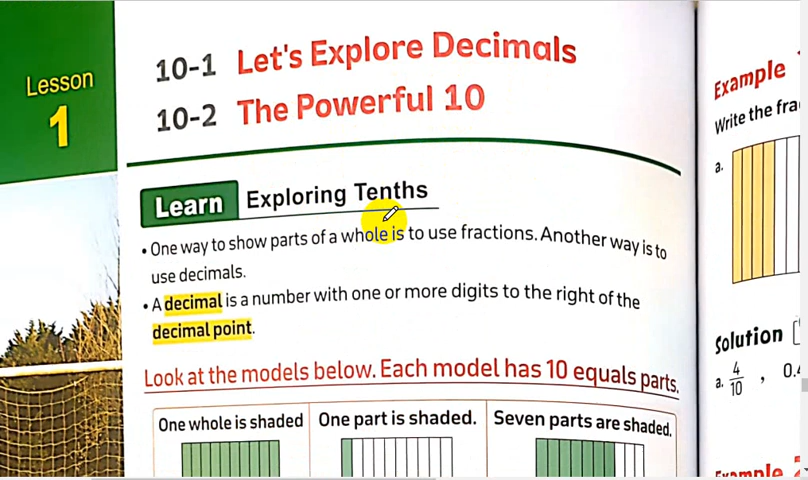 Lesson
1
10-1 Let's Explore Decimals
10-2 The Powerful 10
Learn Exploring Tenths
• One way to show parts of a whole is to use fractions. Another way is to
use decimals.
• A decimal is a number with one or more digits to the right of the
decimal point.
Look at the models below. Each model has 10 equals parts.
One whole is shaded
One part is shaded.
Seven parts are shaded.
Example
Write the
a.
Solution
a. 4/10 ,